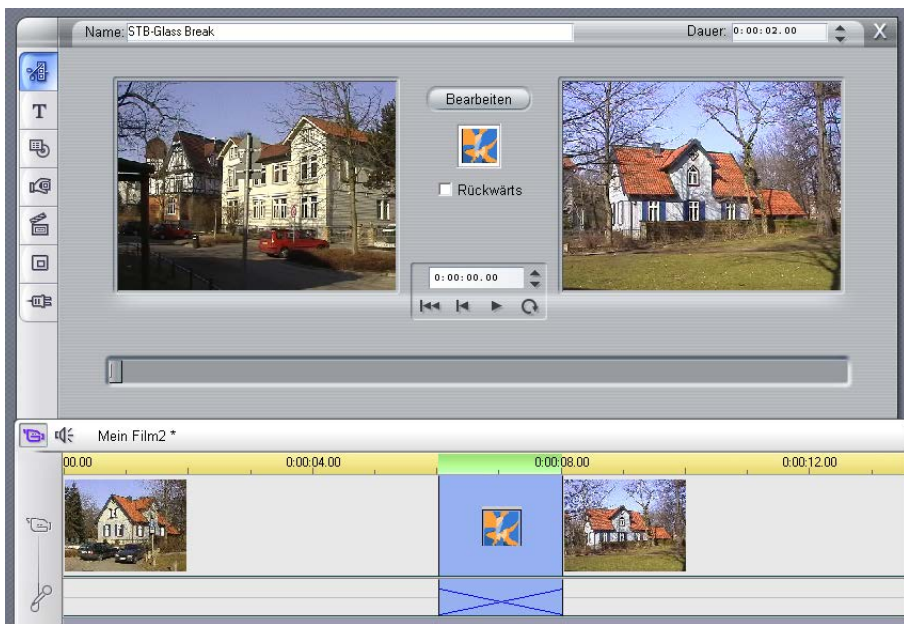 Name: STB-Glass Break Dauer: 0:00:02.00 X
T
Bearbeiten
Rückwärts
0:00:00.00
Mein Film2 *
00.00 0:00:04.00 0:00:08.00 0:00:12.00